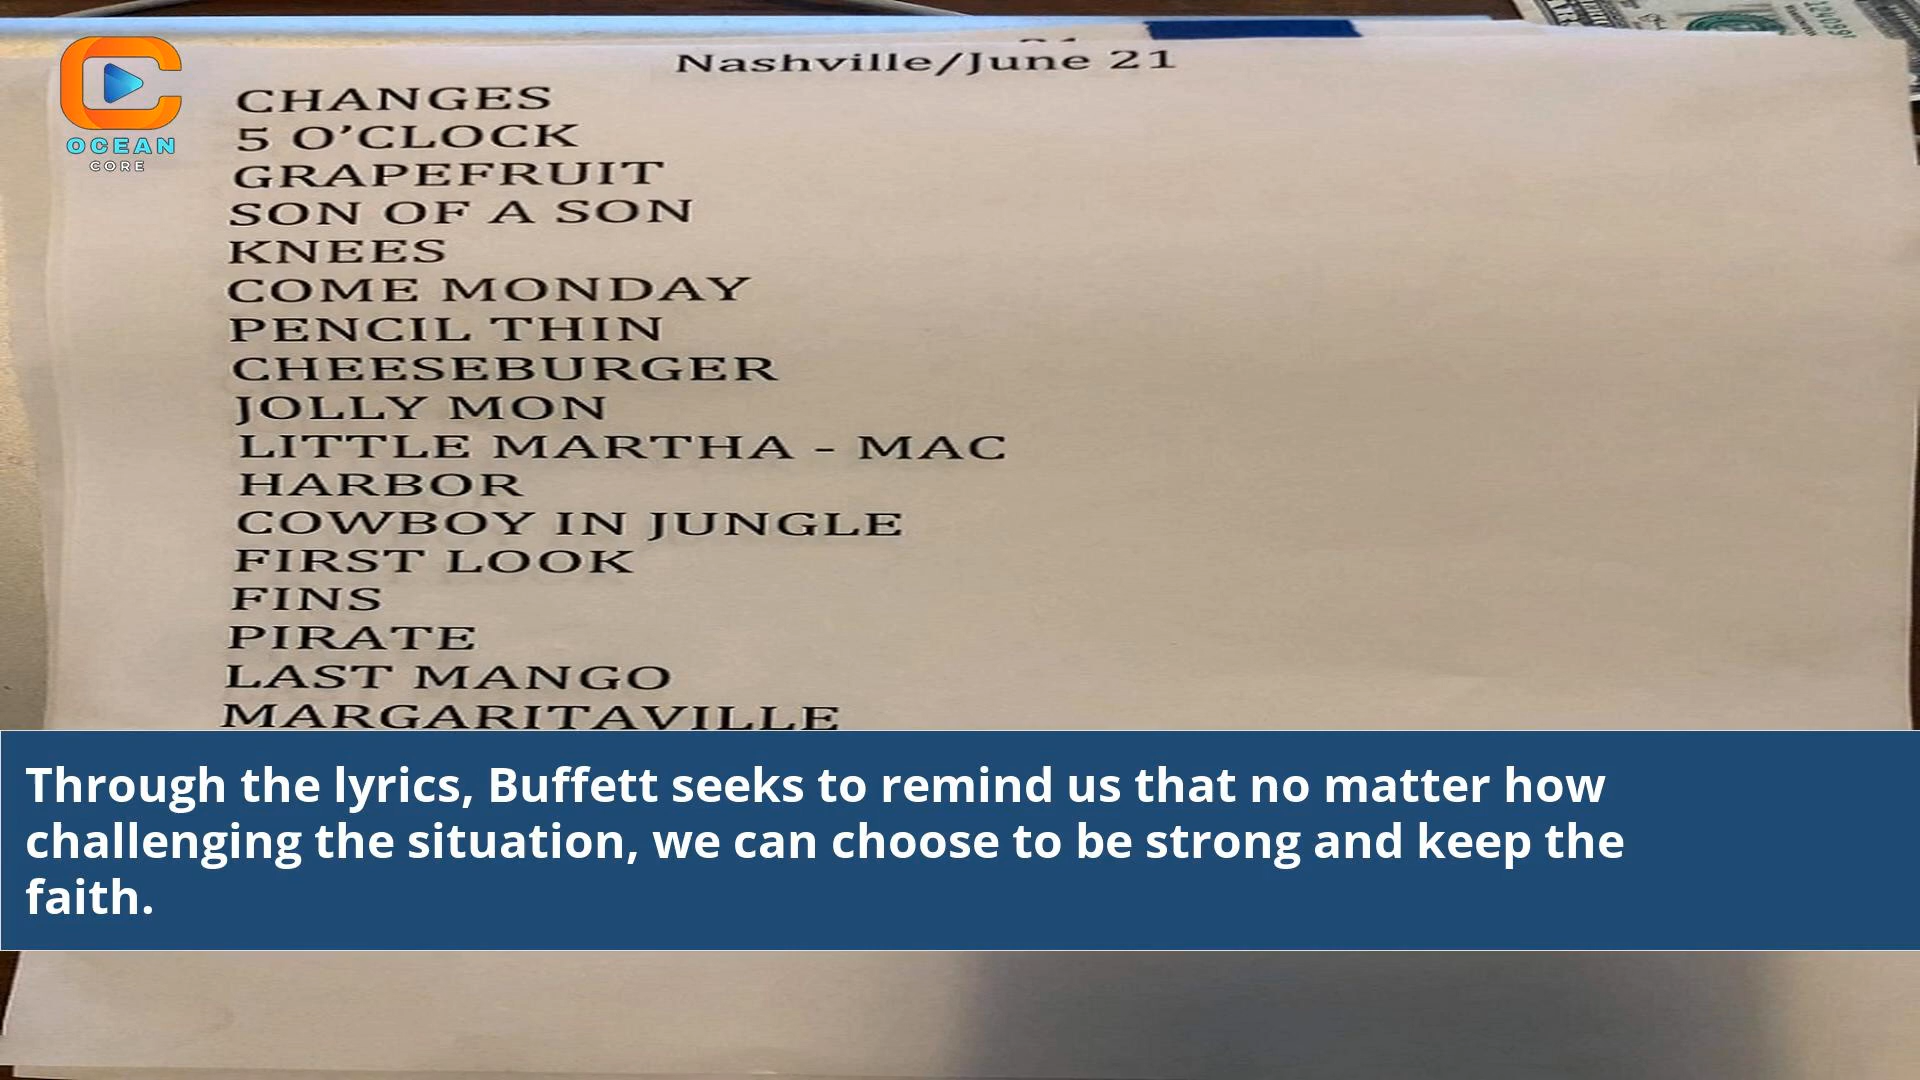 Nashville/June 21
CHANGES
5 O’CLOCK
GRAPEFRUIT
SON OF A SON
KNEES
COME MONDAY
PENCIL THIN
CHEESEBURGER
JOLLY MON
LITTLE MARTHA - MAC
HARBOR
COWBOY IN JUNGLE
FIRST LOOK
FINS
PIRATE
LAST MANGO
MARGARITAVILLE
OCEAN
CORE
Through the lyrics, Buffett seeks to remind us that no matter how
challenging the situation, we can choose to be strong and keep the
faith.